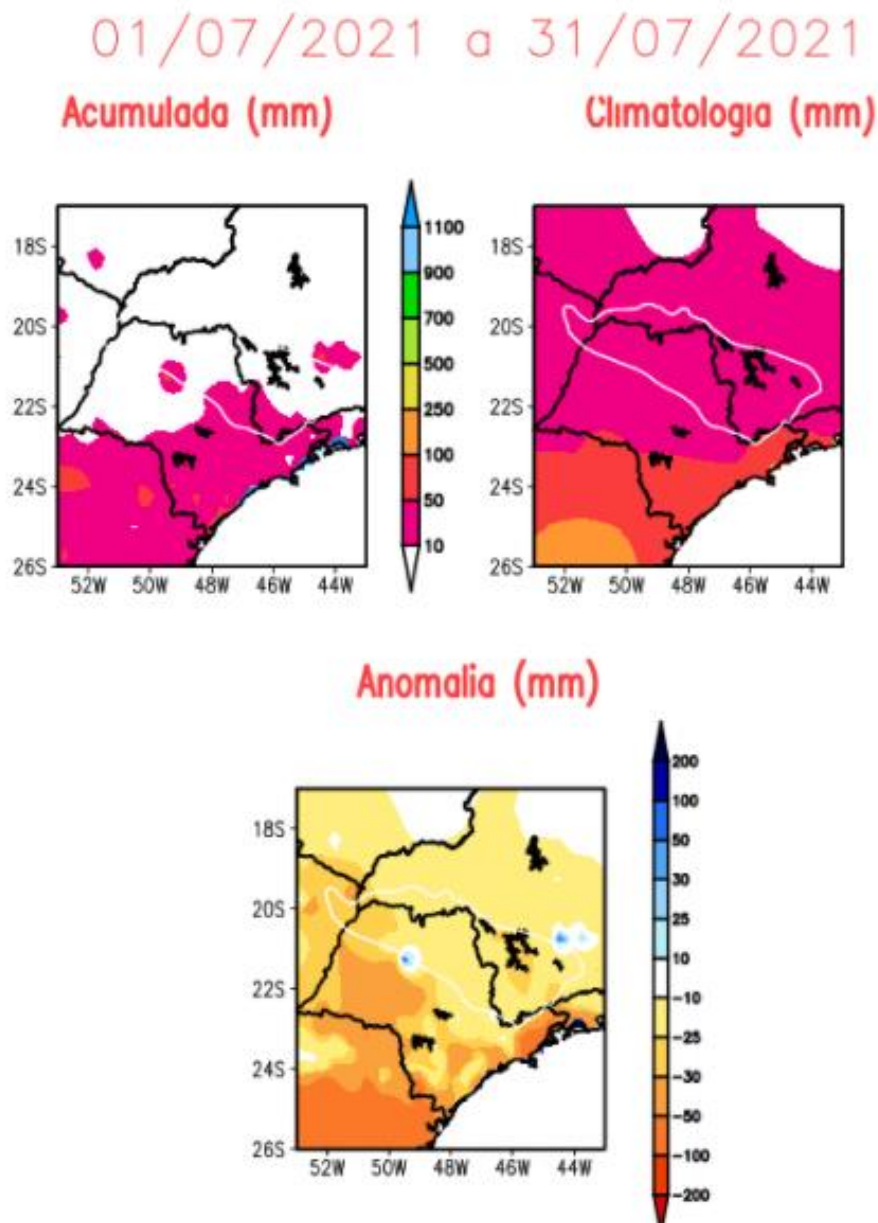 01/07/2021 a 31/07/2021
Acumulada (mm)
Climatologia (mm)
18S
20S
22S
24S
26S
52W 50W 48W 46W 44W
1100
900
700
500
250
100
50
10
18S
20S
22S
24S
26S
52W 50W 48W 46W 44W
Anomalia (mm)
18S
20S
22S
24S
26S
52W 50W 48W 46W 44W
200
100
50
30
25
10
-10
-25
-30
-50
-100
-200